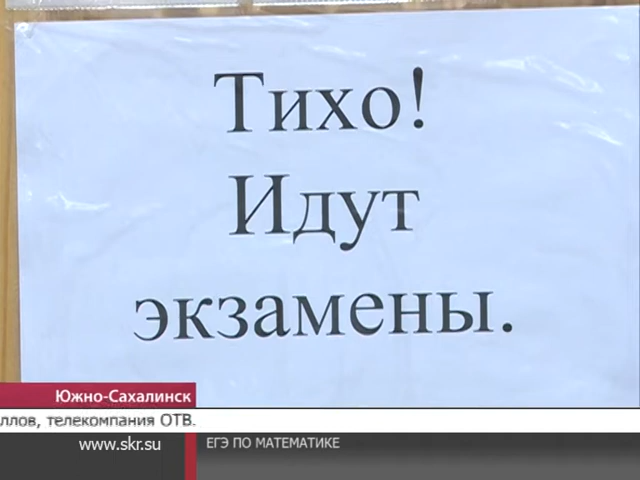 Тихо!
Идут
экзамены.
Южно-Сахалинск
ллов, телекомпания ОТВ.
www.skr.su
ЕГЭ ПО МАТЕМАТИКЕ